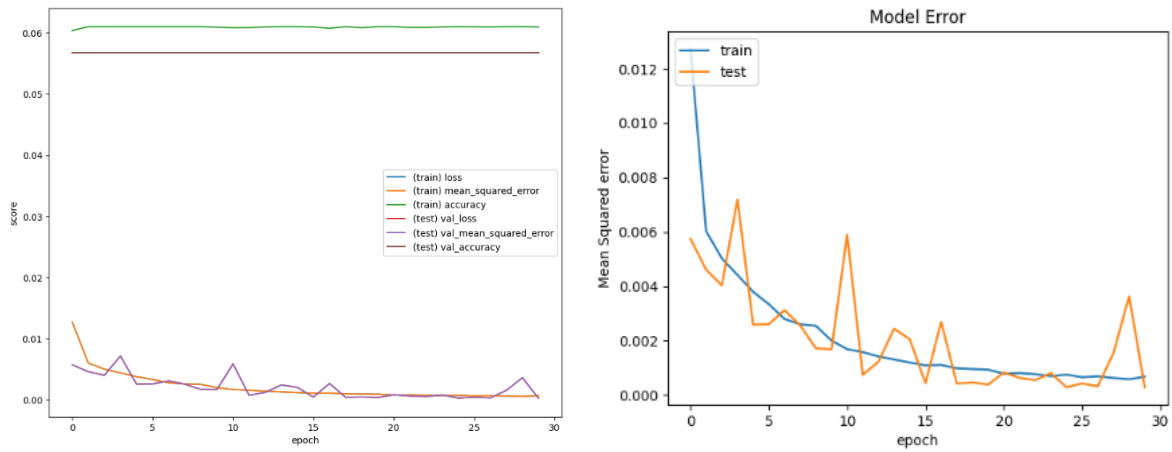 0.06
0.05
0.04
0.03
0.02
0.01
0.00
score
0
5
10
15
20
25
30
epoch
(train) loss
(train) mean_squared_error
(train) accuracy
(test) val_loss
(test) val_mean_squared_error
(test) val_accuracy
Model Error
train
test
0.012
0.010
0.008
0.006
0.004
0.002
0.000
Mean Squared error
0
5
10
15
20
25
30
epoch